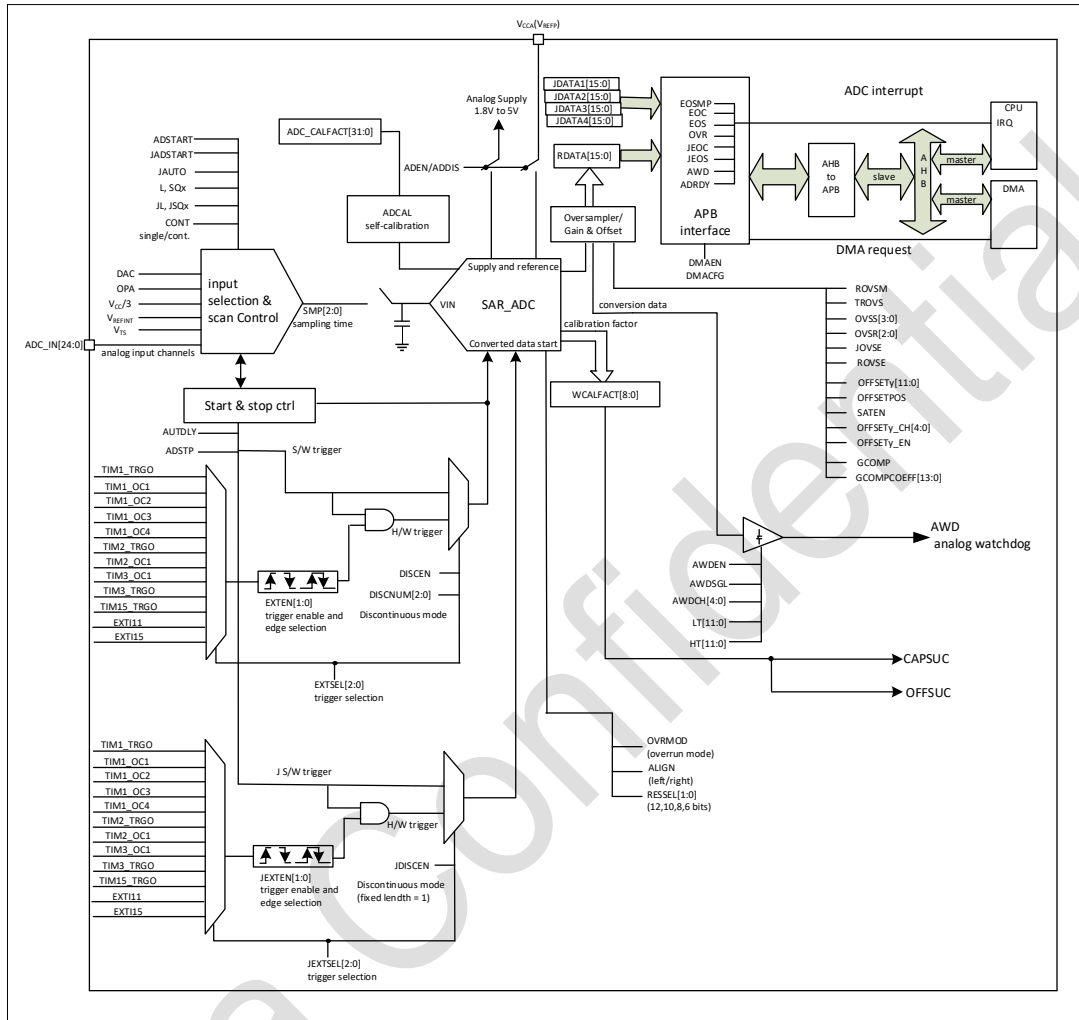 VCCA(VREFP)
Analog Supply
1.8V to 5V
ADC_CALFACT[31:0]
ADEN/ADDIS
ADCAL
self-calibration
JDATA1[15:0]
JDATA2[15:0]
JDATA3[15:0]
JDATA4[15:0]
RDATA[15:0]
Oversampler/
Gain & Offset
EOSMP
EOC
EOS
OVR
JEOC
JEOS
AWD
ADRDY
APB
interface
DMAEN
DMACFG
ADC interrupt
AHB
to
APB
slave
A
H
B
master
master
CPU
IRQ
DMA
DMA request
ADSTART
JADSTART
JAUTO
L, SQx
JL, JSQx
CONT
single/cont.
DAC
OPA
VCC/3
VREFINT
VTS
ADC_IN[24:0]
analog input channels
input
selection &
scan Control
SMP[2:0]
sampling time
Supply and reference
VIN
SAR_ADC
Converted data start
conversion data
calibration factor
WCALFACT[8:0]
ROVSM
TROVS
OVSS[3:0]
OVSR[2:0]
JOVSE
ROVSE
OFFSETy[11:0]
OFFSETPOS
SATEN
OFFSETy_CH[4:0]
OFFSETy_EN
GCOMP
GCOMPCOEFF[13:0]
Start & stop ctrl
AUTDLY
ADSTP
S/W trigger
TIM1_TRGO
TIM1_OC1
TIM1_OC2
TIM1_OC3
TIM1_OC4
TIM2_TRGO
TIM2_OC1
TIM3_OC1
TIM3_TRGO
TIM15_TRGO
EXTI11
EXTI15
H/W trigger
EXTEN[1:0]
trigger enable and
edge selection
DISCEN
DISCNUM[2:0]
Discontinuous mode
EXTSEL[2:0]
trigger selection
AWD
analog watchdog
AWDEN
AWDSGL
AWDCH[4:0]
LT[11:0]
HT[11:0]
CAPSUC
OFFSUC
OVRMOD
(overrun mode)
ALIGN
(left/right)
RESSEL[1:0]
(12,10,8,6 bits)
TIM1_TRGO
TIM1_OC1
TIM1_OC2
TIM1_OC3
TIM1_OC4
TIM2_TRGO
TIM2_OC1
TIM3_OC1
TIM3_TRGO
TIM15_TRGO
EXTI11
EXTI15
J S/W trigger
H/W trigger
JEXTEN[1:0]
trigger enable and
edge selection
JDISCEN
Discontinuous mode
(fixed length = 1)
JEXTSEL[2:0]
trigger selection
Confidential